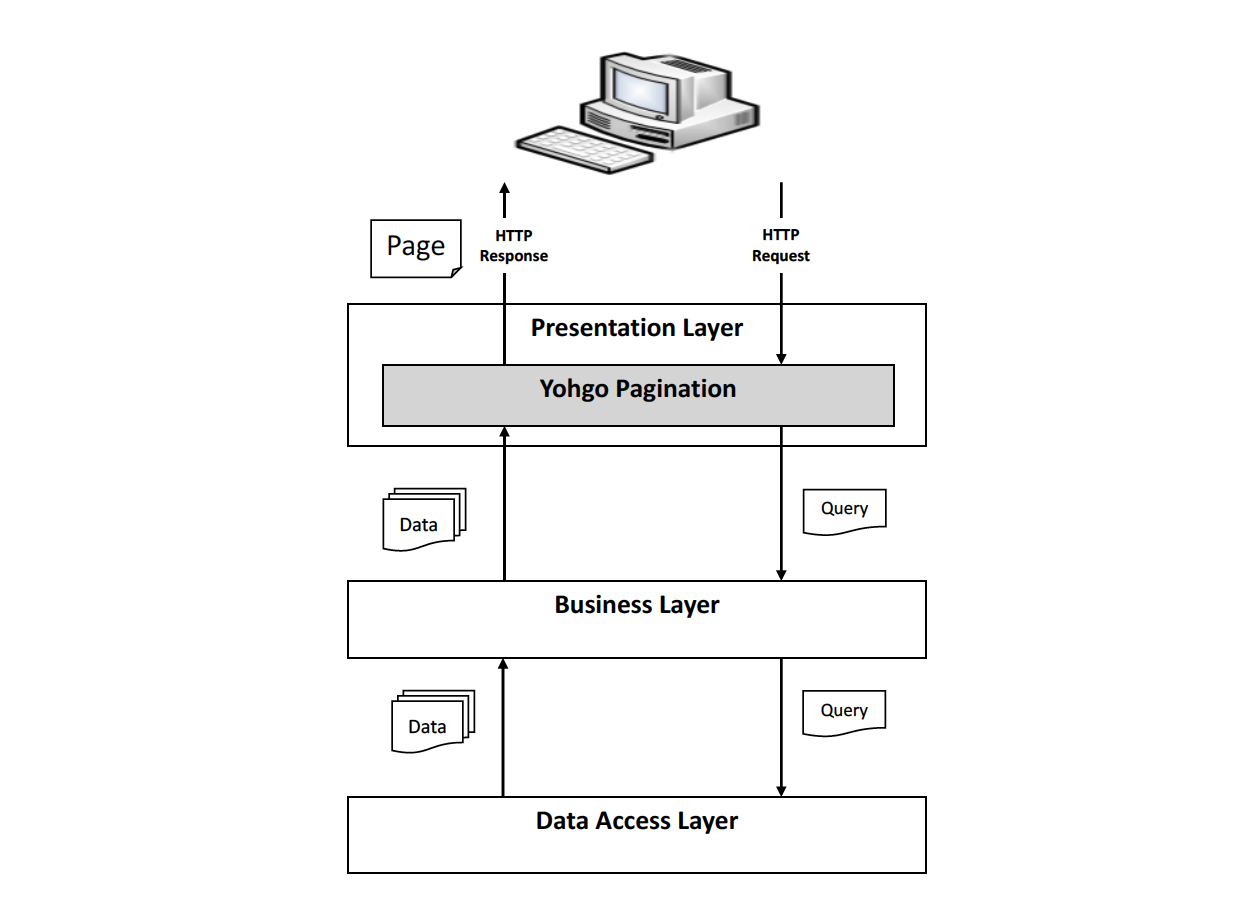 Page
HTTP
Response
HTTP
Request
Presentation Layer
Yohgo Pagination
Data
Query
Business Layer
Data
Query
Data Access Layer